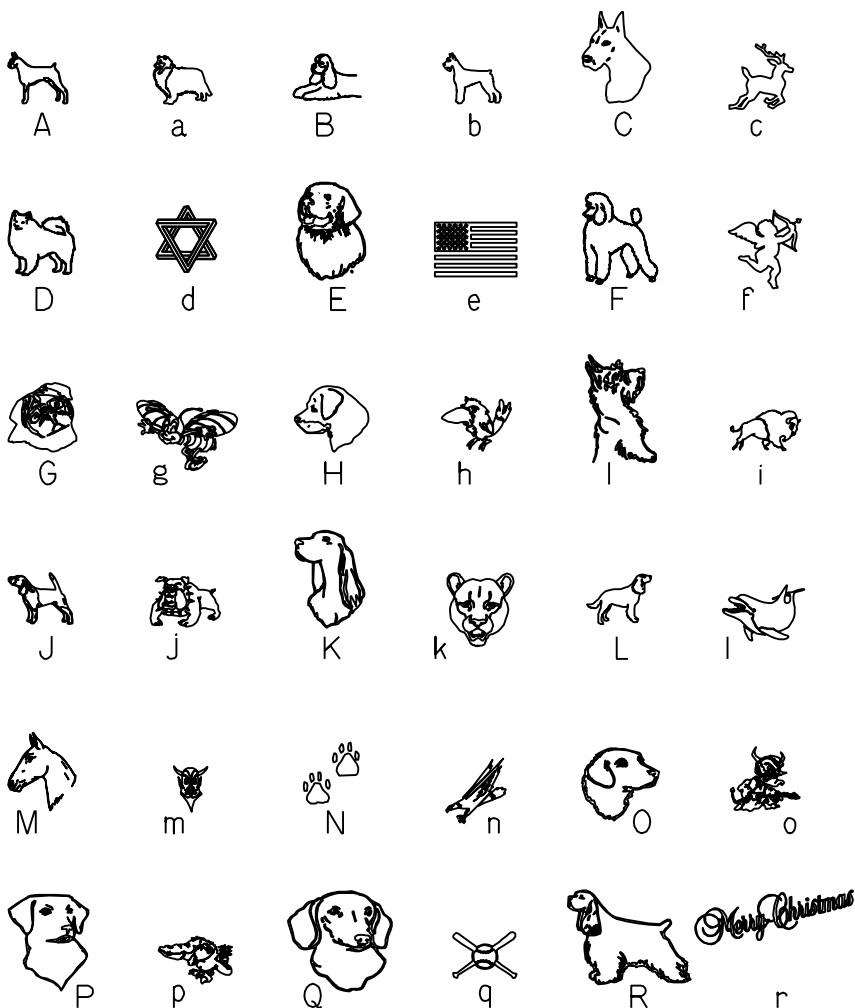 A a B b C c
D d E e F f
G g H h I i
J j K k L l
M m N n O o
Merry Christmas
P p Q q R r